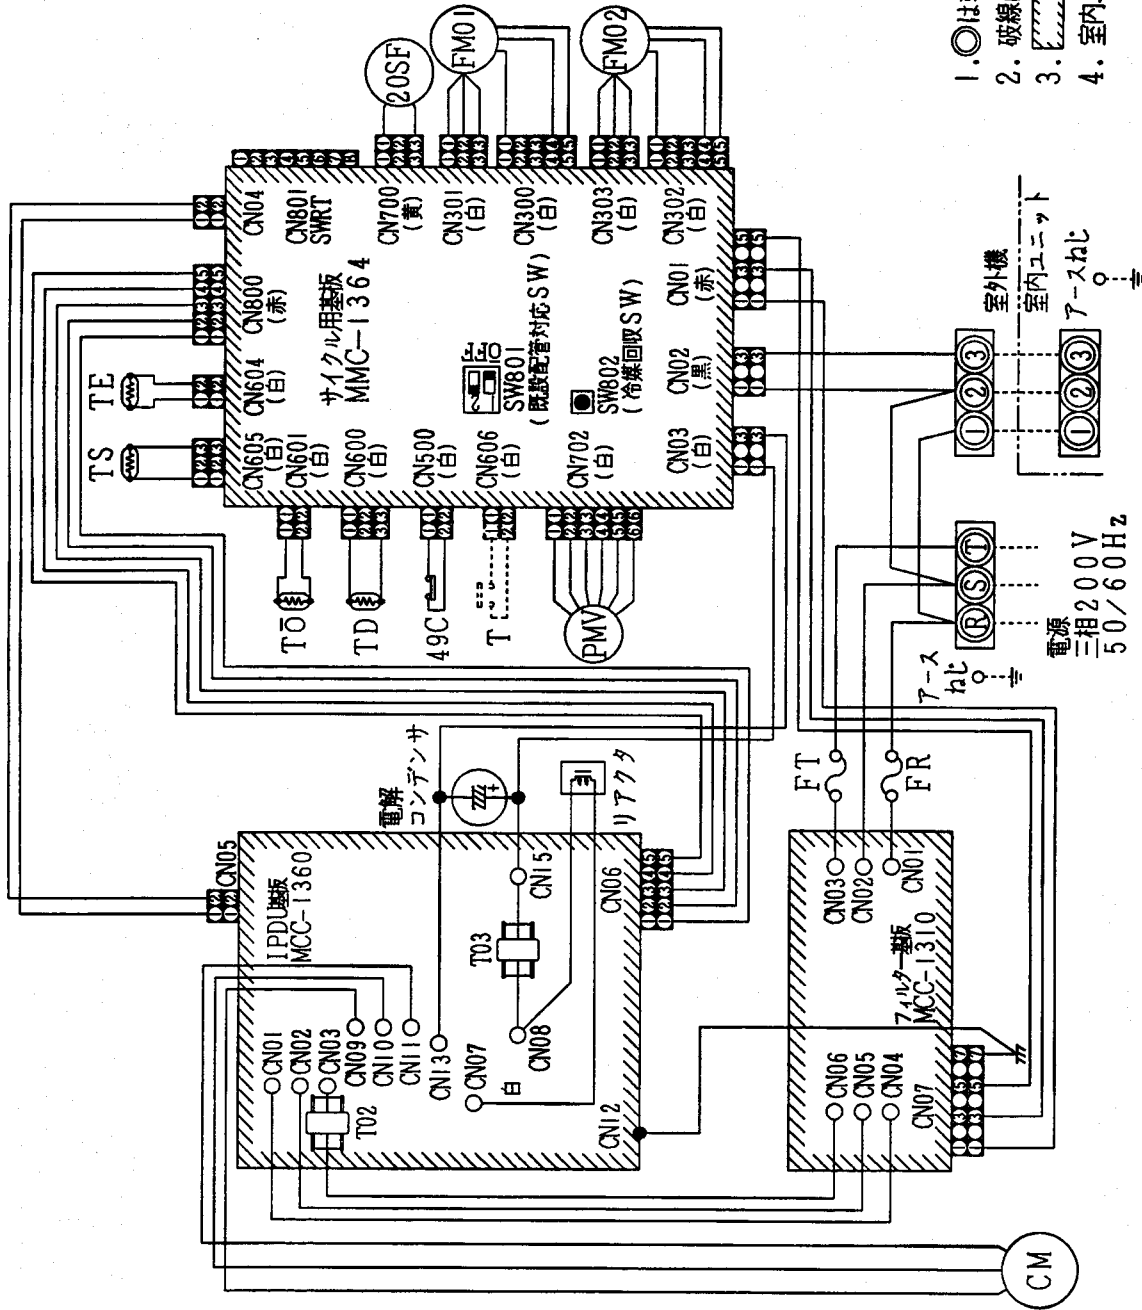 1.◎は
2. 破線
3.
4. 室内
20SF
FM01
FM02
CN04
CN801
SWRT
CN700
(黄)
CN301
(白)
CN300
(白)
CN303
(白)
CN302
(白)
CN800
(赤)
CN604
(白)
CN605
(白)
CN601
(白)
CN600
(白)
CN500
(白)
CN606
(白)
CN702
(白)
CN03
(白)
CN02
(黒)
CN01
(赤)
サイクル用基板
MMC-1364
SW801
(既設配管対応SW)
SW802
(冷媒回収SW)
TE
TS
TO
TD
49C
T
PMV
室外機
室内ユニット
① ② ③
① ② ③
アースねじ
Ⓡ Ⓢ Ⓣ
電源
三相200V
50/60Hz
アース
ねじ
FT
FR
電解
コンデンサ
リアクタ
CN05
IPDU基板
MCC-1360
CN01
CN02
CN03
T02
CN09
CN10
CN11
CN13
CN07
白
CN08
T03
CN15
CN06
CN12
フィルター基板
MCC-1310
CN03
CN02
CN01
CN06
CN05
CN04
CN07
CM